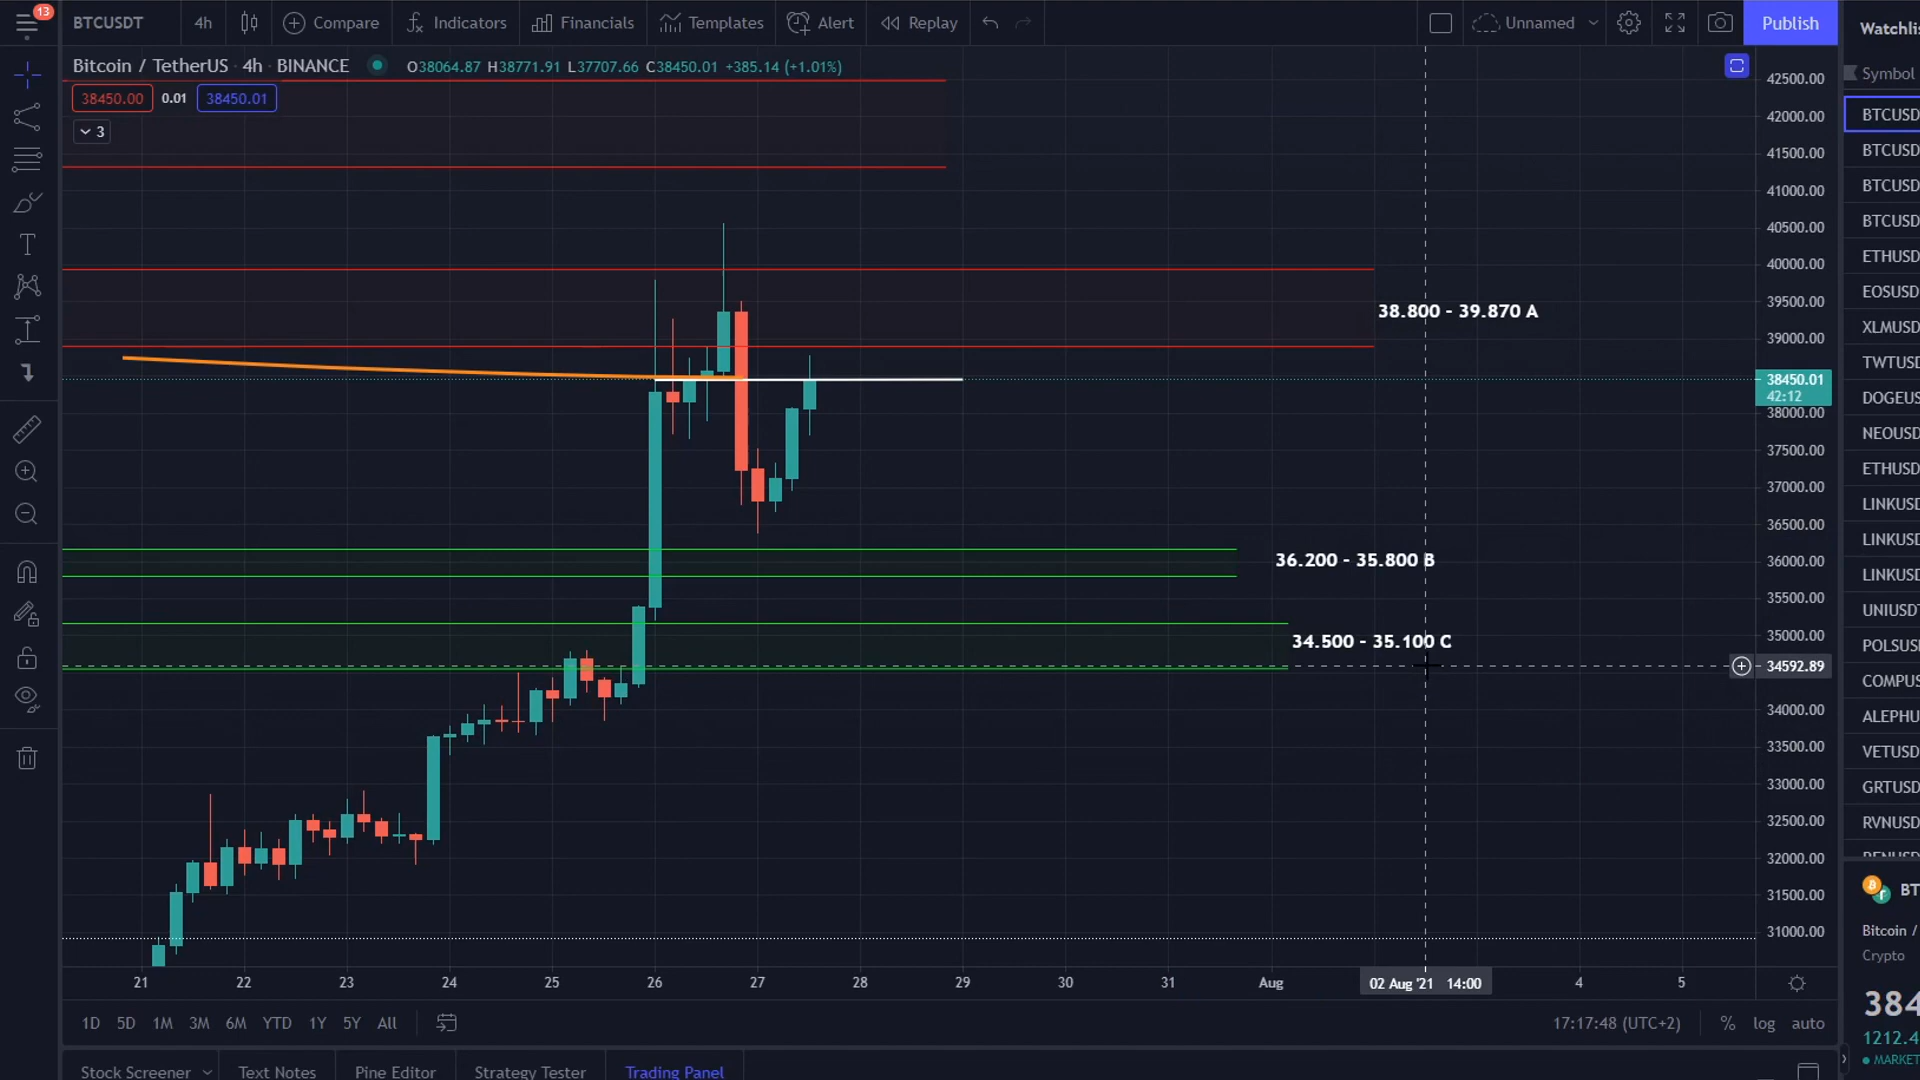 13
BTCUSDT 4h Compare Indicators Financials Templates Alert Replay Unnamed Publish
Watchlis
Bitcoin / TetherUS · 4h · BINANCE O38064.87 H38771.91 L37707.66 C38450.01 +385.14 (+1.01%)
38450.00 0.01 38450.01
3
Symbol
BTCUSD
BTCUSD
BTCUSD
BTCUSD
ETHUSD
EOSUSD
XLMUSD
TWTUSD
DOGEUS
NEOUSD
ETHUSD
LINKUSD
LINKUSD
LINKUSD
UNIUSDT
POLSUSD
COMPUS
ALEPHUS
VETUSD
GRTUSD
RVNUSD
42500.00
42000.00
41500.00
41000.00
40500.00
40000.00
39500.00
39000.00
38450.01
42:12
38000.00
37500.00
37000.00
36500.00
36000.00
35500.00
35000.00
34592.89
34000.00
33500.00
33000.00
32500.00
32000.00
31500.00
31000.00
38.800 - 39.870 A
36.200 - 35.800 B
34.500 - 35.100 C
21 22 23 24 25 26 27 28 29 30 31 Aug 02 Aug '21 14:00 4 5
1D 5D 1M 3M 6M YTD 1Y 5Y All 17:17:48 (UTC+2) % log auto
Stock Screener Text Notes Pine Editor Strategy Tester Trading Panel
BT
Bitcoin /
Crypto
384
1212.4
MARKET